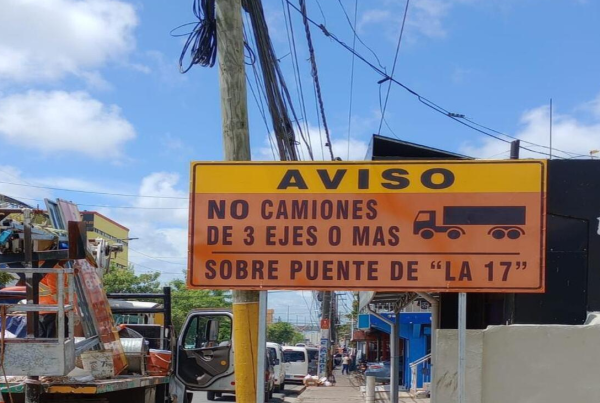 AVISO
NO CAMIONES
DE 3 EJES O MAS
SOBRE PUENTE DE “LA 17”